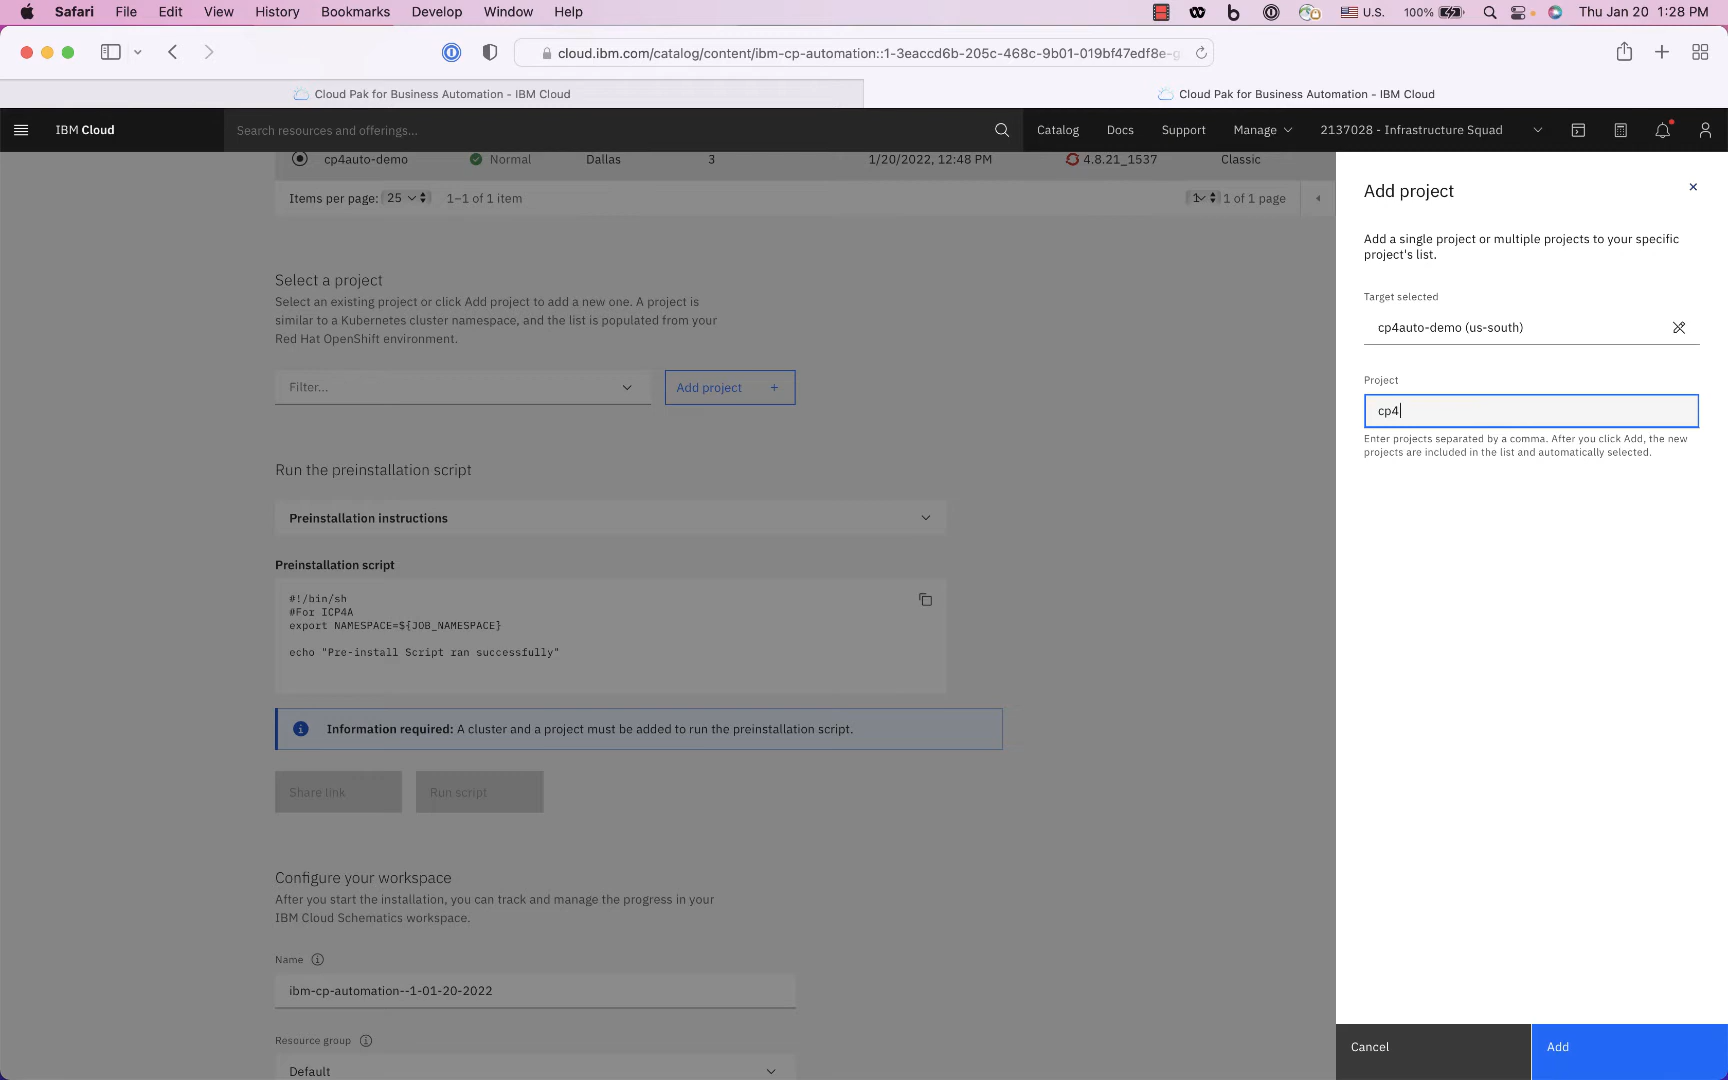 Safari File Edit View History Bookmarks Develop Window Help U.S. 100% Thu Jan 20 1:28 PM
cloud.ibm.com/catalog/content/ibm-cp-automation::1-3eaccd6b-205c-468c-9b01-019bf47edf8e-g
Cloud Pak for Business Automation - IBM Cloud
Cloud Pak for Business Automation - IBM Cloud
IBM Cloud
Search resources and offerings...
Catalog Docs Support Manage 2137028 - Infrastructure Squad
cp4auto-demo Normal Dallas 3 1/20/2022, 12:48 PM 4.8.21_1537 Classic
Items per page: 25 1–1 of 1 item 1 1 of 1 page
Select a project
Select an existing project or click Add project to add a new one. A project is
similar to a Kubernetes cluster namespace, and the list is populated from your
Red Hat OpenShift environment.
Filter...
Add project +
Run the preinstallation script
Preinstallation instructions
Preinstallation script
#!/bin/sh
#For ICP4A
export NAMESPACE=${JOB_NAMESPACE}
echo "Pre-install Script ran successfully"
Information required: A cluster and a project must be added to run the preinstallation script.
Share link
Run script
Configure your workspace
After you start the installation, you can track and manage the progress in your
IBM Cloud Schematics workspace.
Name
ibm-cp-automation--1-01-20-2022
Resource group
Default
Add project
Add a single project or multiple projects to your specific
project's list.
Target selected
cp4auto-demo (us-south)
Project
cp4
Enter projects separated by a comma. After you click Add, the new
projects are included in the list and automatically selected.
Cancel
Add